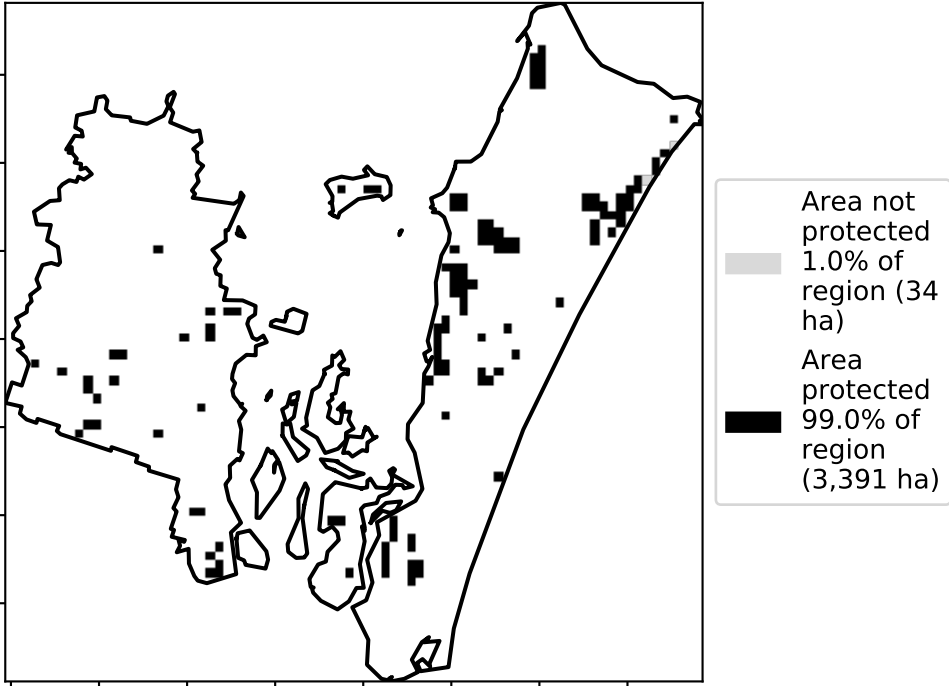 Area not
protected
1.0% of
region (34
ha)
Area
protected
99.0% of
region
(3,391 ha)